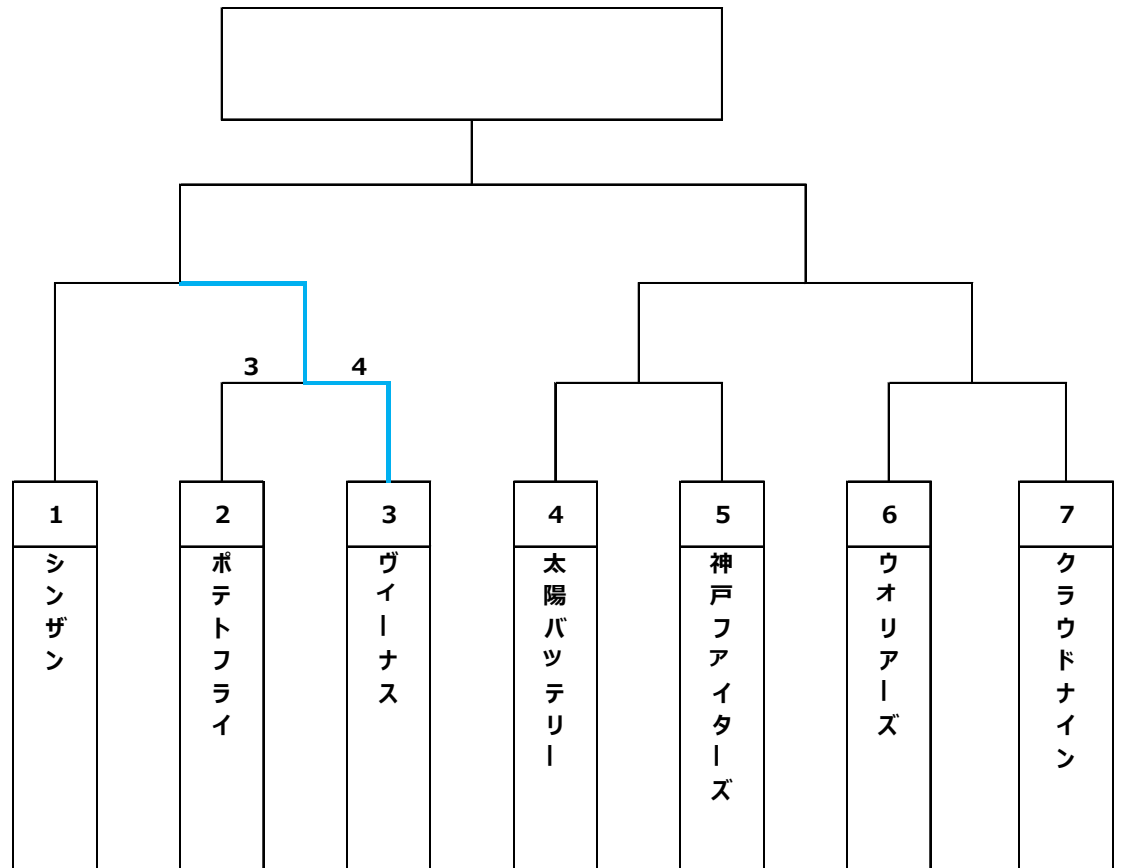 3 4
1
2
3
4
5
6
7
シンザン
ポテトフライ
ヴィーナス
太陽バッテリー
神戸ファイターズ
ウオリアーズ
クラウドナイン